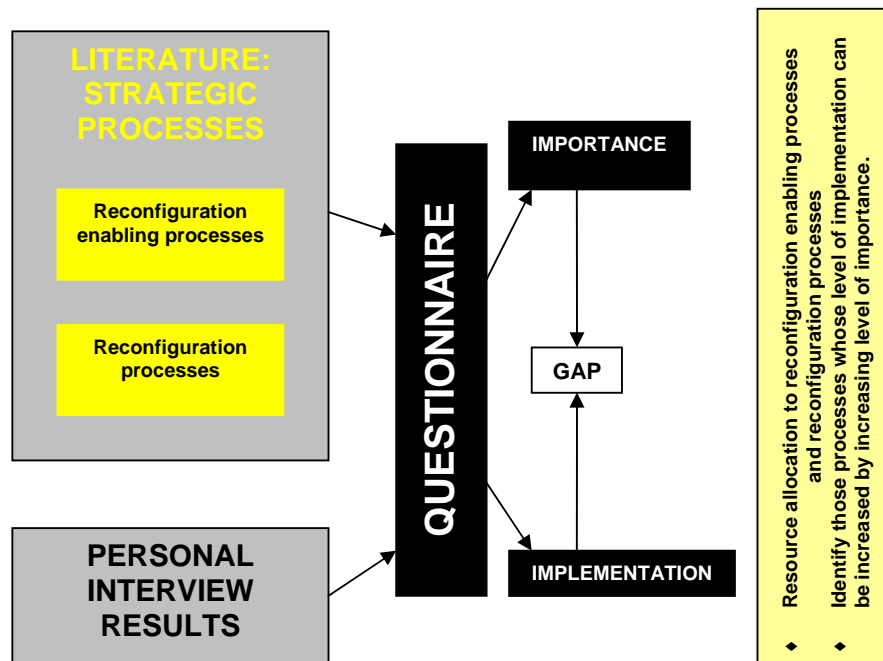 LITERATURE:
STRATEGIC
PROCESSES
Reconfiguration
enabling processes
Reconfiguration
processes
PERSONAL
INTERVIEW
RESULTS
QUESTIONNAIRE
IMPORTANCE
GAP
IMPLEMENTATION
♦ Resource allocation to reconfiguration enabling processes
and reconfiguration processes
♦ Identify those processes whose level of implementation can
be increased by increasing level of importance.